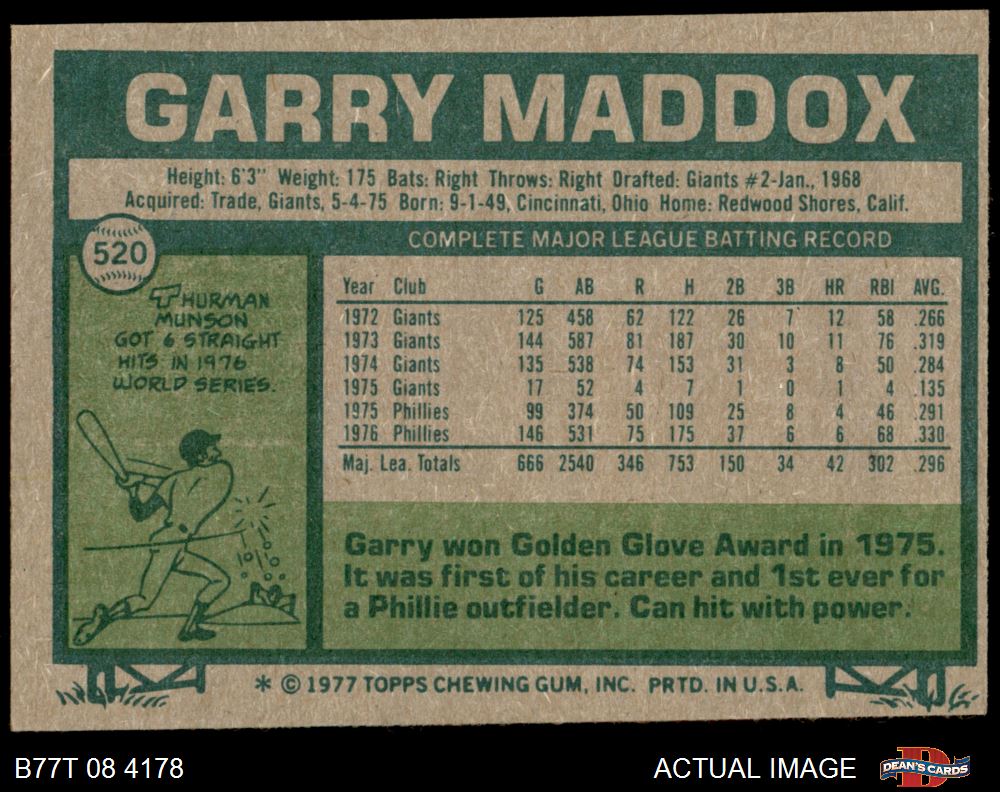 GARRY MADDOX
Height: 6'3" Weight: 175 Bats: Right Throws: Right Drafted: Giants #2-Jan., 1968
Acquired: Trade, Giants, 5-4-75 Born: 9-1-49, Cincinnati, Ohio Home: Redwood Shores, Calif.
520
THURMAN
MUNSON
GOT 6 STRAIGHT
HITS IN 1976
WORLD SERIES.
COMPLETE MAJOR LEAGUE BATTING RECORD
Year Club G AB R H 2B 3B HR RBI AVG.
1972 Giants 125 458 62 122 26 7 12 58 .266
1973 Giants 144 587 81 187 30 10 11 76 .319
1974 Giants 135 538 74 153 31 3 8 50 .284
1975 Giants 17 52 4 7 1 0 1 4 .135
1975 Phillies 99 374 50 109 25 8 4 46 .291
1976 Phillies 146 531 75 175 37 6 6 68 .330
Maj. Lea. Totals 666 2540 346 753 150 34 42 302 .296
Garry won Golden Glove Award in 1975.
It was first of his career and 1st ever for
a Phillie outfielder. Can hit with power.
* © 1977 TOPPS CHEWING GUM, INC. PRTD. IN U.S.A.
B77T 08 4178
ACTUAL IMAGE
DEAN'S CARDS